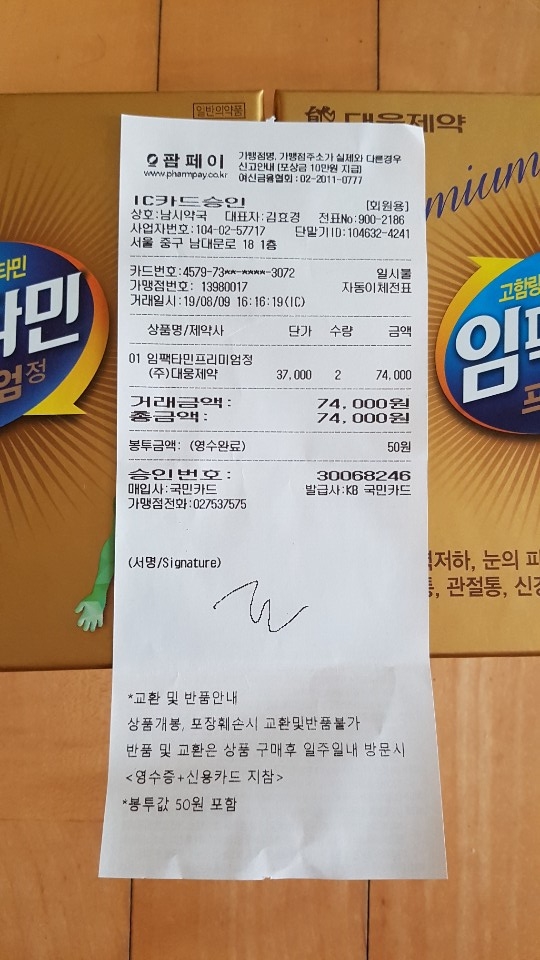 일반의약품
대웅제약
mium
타민
타민
엄정
고함량
임팩
프
력저하, 눈의 피
통, 관절통, 신경
팜페이
www.pharmpay.co.kr
가맹점명, 가맹점주소가 실제와 다른경우
신고안내 (포상금 10만원 지급)
여신금융협회 : 02-2011-0777
IC카드승인 [회원용]
상호:남시약국 대표자:김효경 전표No:900-2186
사업자번호:104-02-57717 단말기ID:104632-4241
서울 중구 남대문로 18 1층
카드번호:4579-73**-****-3072 일시불
가맹점번호: 13980017 자동이체전표
거래일시:19/08/09 16:16:19(IC)
상품명/제약사 단가 수량 금액
01 임팩타민프리미엄정
(주)대웅제약 37,000 2 74,000
거래금액: 74,000원
총금액: 74,000원
봉투금액: (영수완료) 50원
승인번호: 30068246
매입사:국민카드 발급사:KB 국민카드
가맹점전화:027537575
(서명/Signature)
*교환 및 반품안내
상품개봉, 포장훼손시 교환및반품불가
반품 및 교환은 상품 구매후 일주일내 방문시
<영수증+신용카드 지참>
*봉투값 50원 포함